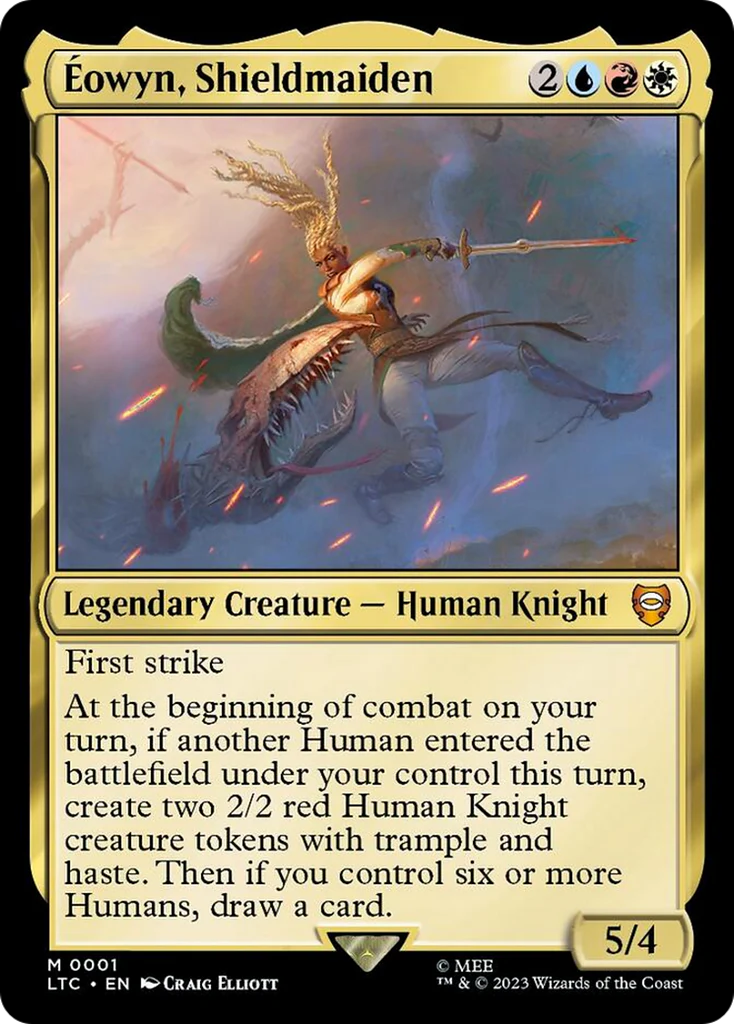 Éowyn, Shieldmaiden 2
Legendary Creature — Human Knight
First strike
At the beginning of combat on your
turn, if another Human entered the
battlefield under your control this turn,
create two 2/2 red Human Knight
creature tokens with trample and
haste. Then if you control six or more
Humans, draw a card.
5/4
M 0001
LTC • EN Craig Elliott
© MEE
™ & © 2023 Wizards of the Coast